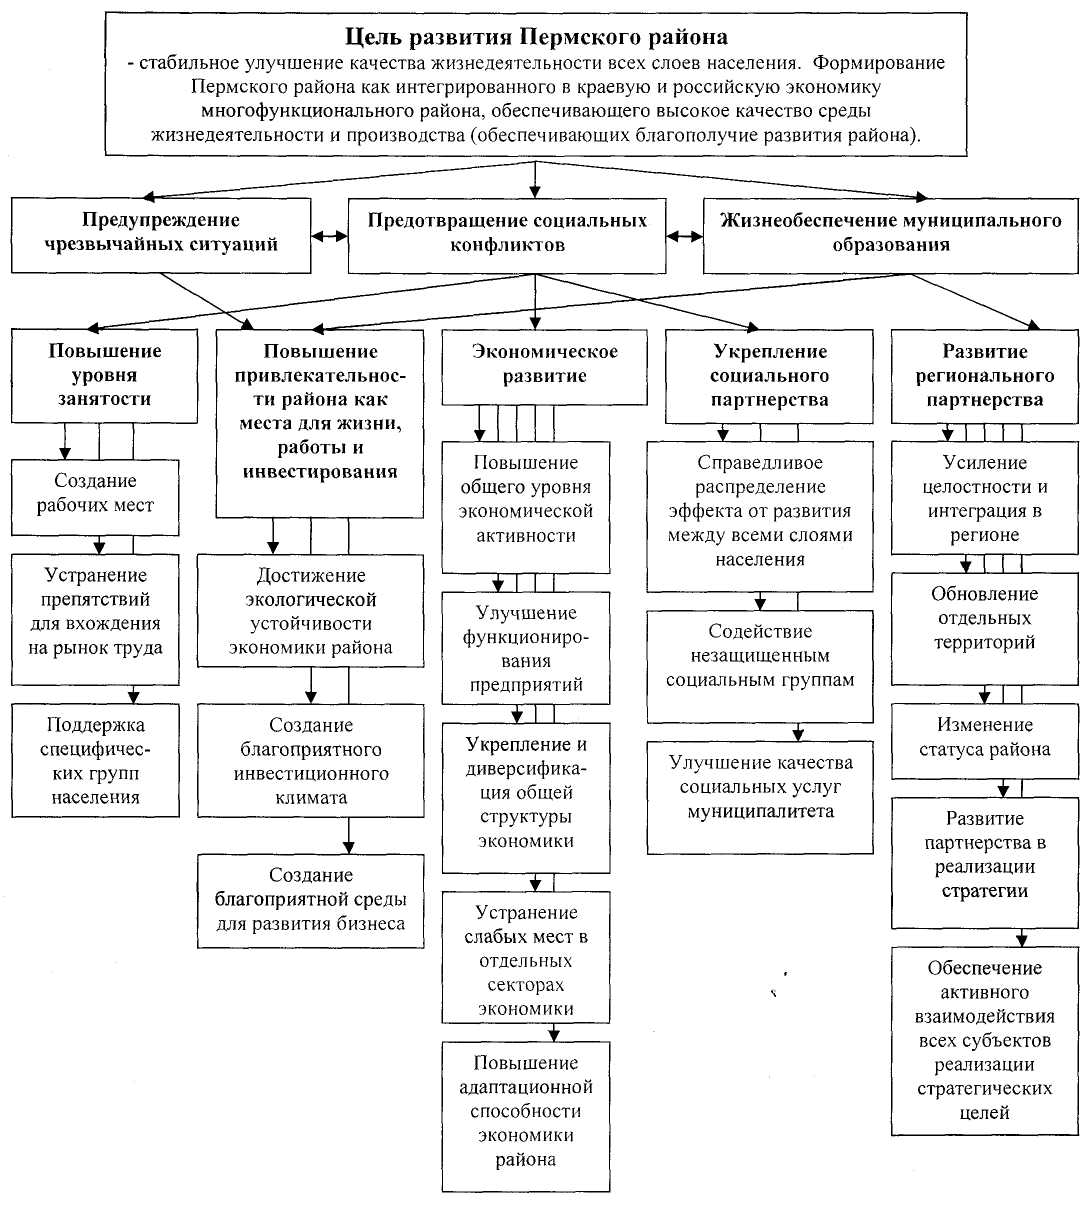 Цель развития Пермского района
- стабильное улучшение качества жизнедеятельности всех слоев населения. Формирование
Пермского района как интегрированного в краевую и российскую экономику
многофункционального района, обеспечивающего высокое качество среды
жизнедеятельности и производства (обеспечивающих благополучие развития района).
Предупреждение
чрезвычайных ситуаций
Предотвращение социальных
конфликтов
Жизнеобеспечение муниципального
образования
Повышение
уровня
занятости
Создание
рабочих мест
Устранение
препятствий
для вхождения
на рынок труда
Поддержка
специфичес-
ких групп
населения
Повышение
привлекательнос-
ти района как
места для жизни,
работы и
инвестирования
Достижение
экологической
устойчивости
экономики района
Создание
благоприятного
инвестиционного
климата
Создание
благоприятной среды
для развития бизнеса
Экономическое
развитие
Повышение
общего уровня
экономической
активности
Улучшение
функциониро-
вания
предприятий
Укрепление и
диверсифика-
ция общей
структуры
экономики
Устранение
слабых мест в
отдельных
секторах
экономики
Повышение
адаптационной
способности
экономики
района
Укрепление
социального
партнерства
Справедливое
распределение
эффекта от развития
между всеми слоями
населения
Содействие
незащищенным
социальным группам
Улучшение качества
социальных услуг
муниципалитета
Развитие
регионального
партнерства
Усиление
целостности и
интеграция в
регионе
Обновление
отдельных
территорий
Изменение
статуса района
Развитие
партнерства в
реализации
стратегии
Обеспечение
активного
взаимодействия
всех субъектов
реализации
стратегических
целей